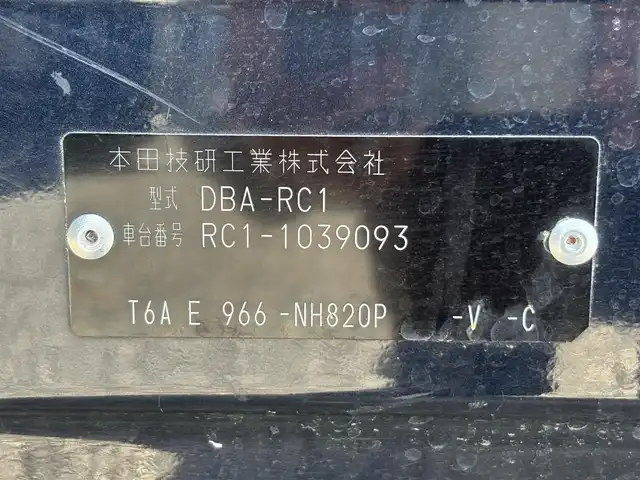 本田技研工業株式会社
型式 DBA-RC1
車台番号 RC1-1039093
T6A E 966 -NH820P -V -C